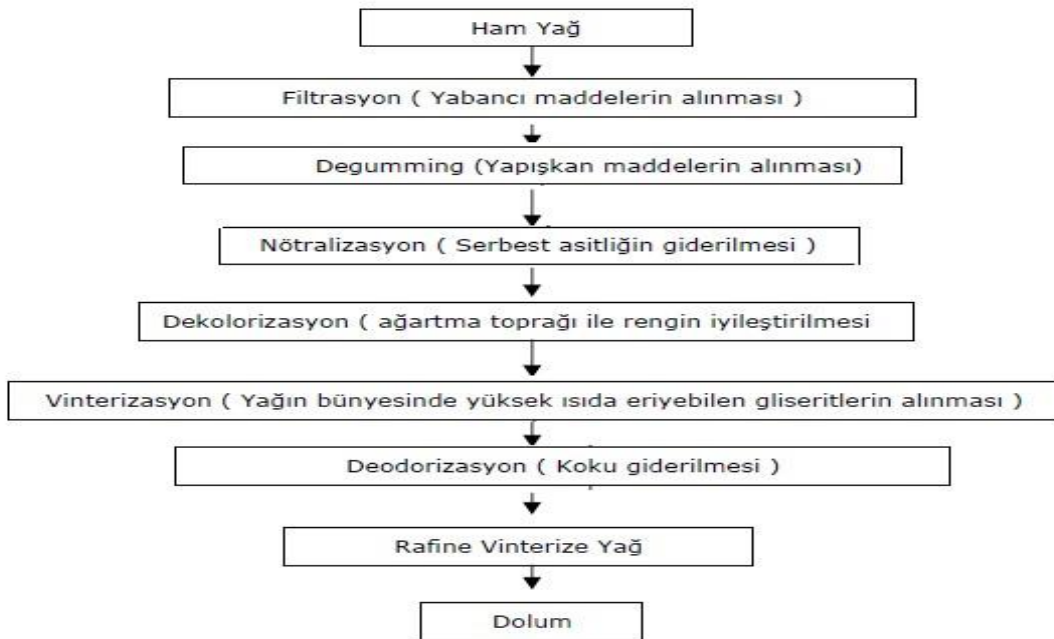 Ham Yağ
Filtrasyon ( Yabancı maddelerin alınması )
Degumming (Yapışkan maddelerin alınması)
Nötralizasyon ( Serbest asitliğin giderilmesi )
Dekolorizasyon ( ağartma toprağı ile rengin iyileştirilmesi
Vinterizasyon ( Yağın bünyesinde yüksek ısıda eriyebilen gliseritlerin alınması )
Deodorizasyon ( Koku giderilmesi )
Rafine Vinterize Yağ
Dolum